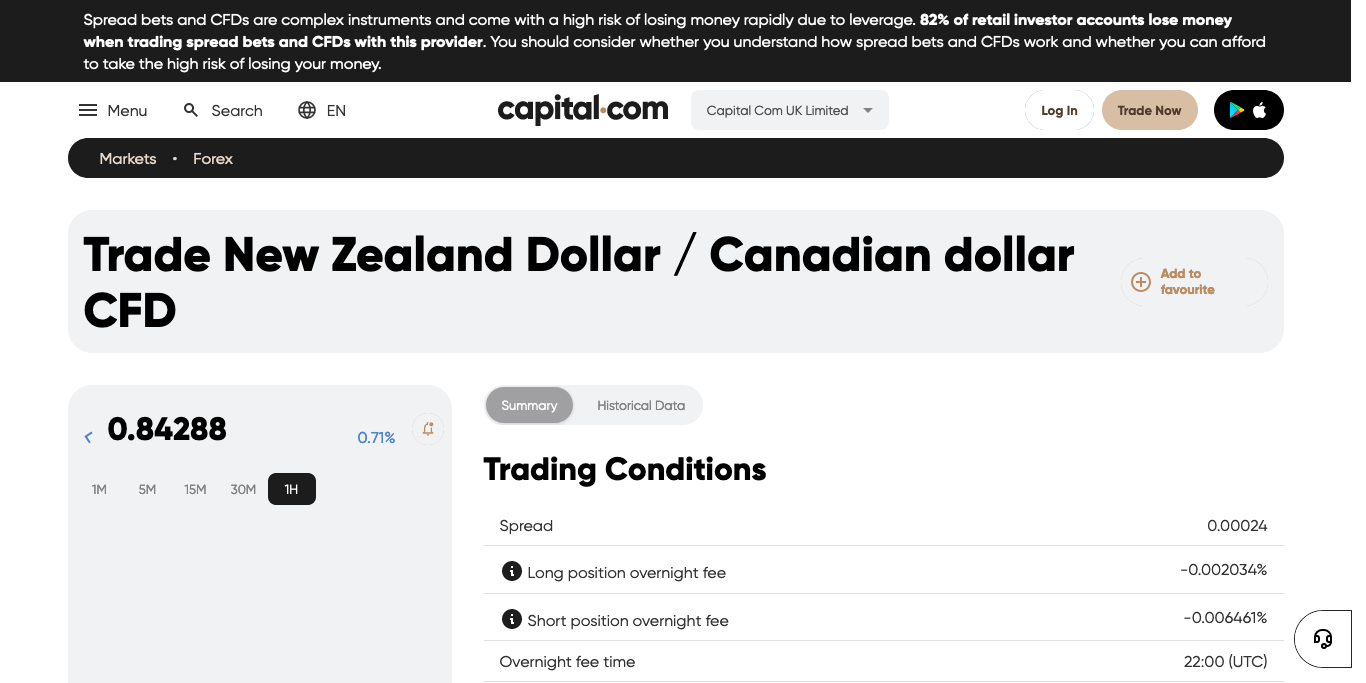 Spread bets and CFDs are complex instruments and come with a high risk of losing money rapidly due to leverage. 82% of retail investor accounts lose money
when trading spread bets and CFDs with this provider. You should consider whether you understand how spread bets and CFDs work and whether you can afford
to take the high risk of losing your money.
Menu Search EN capital.com Capital Com UK Limited Log In Trade Now
Markets • Forex
Trade New Zealand Dollar / Canadian dollar
CFD
Add to
favourite
0.84288 0.71%
1M 5M 15M 30M 1H
Summary Historical Data
Trading Conditions
Spread 0.00024
Long position overnight fee -0.002034%
Short position overnight fee -0.006461%
Overnight fee time 22:00 (UTC)